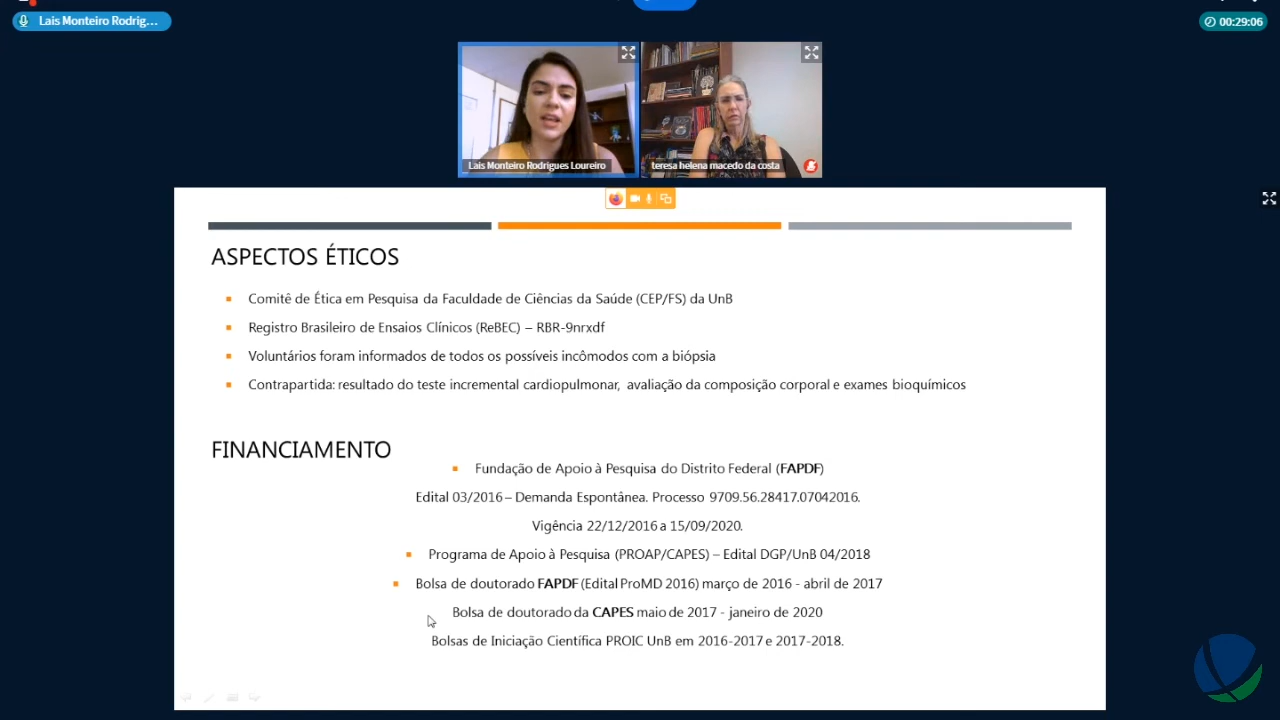 Lais Monteiro Rodrig...
00:29:06
Lais Monteiro Rodrigues Loureiro
teresa helena macedo da costa
ASPECTOS ÉTICOS
Comitê de Ética em Pesquisa da Faculdade de Ciências da Saúde (CEP/FS) da UnB
Registro Brasileiro de Ensaios Clínicos (ReBEC) – RBR-9nrxdf
Voluntários foram informados de todos os possíveis incômodos com a biópsia
Contrapartida: resultado do teste incremental cardiopulmonar, avaliação da composição corporal e exames bioquímicos
FINANCIAMENTO
Fundação de Apoio à Pesquisa do Distrito Federal (FAPDF)
Edital 03/2016 – Demanda Espontânea. Processo 9709.56.28417.07042016.
Vigência 22/12/2016 a 15/09/2020.
Programa de Apoio à Pesquisa (PROAP/CAPES) – Edital DGP/UnB 04/2018
Bolsa de doutorado FAPDF (Edital ProMD 2016) março de 2016 - abril de 2017
Bolsa de doutorado da CAPES maio de 2017 - janeiro de 2020
Bolsas de Iniciação Científica PROIC UnB em 2016-2017 e 2017-2018.